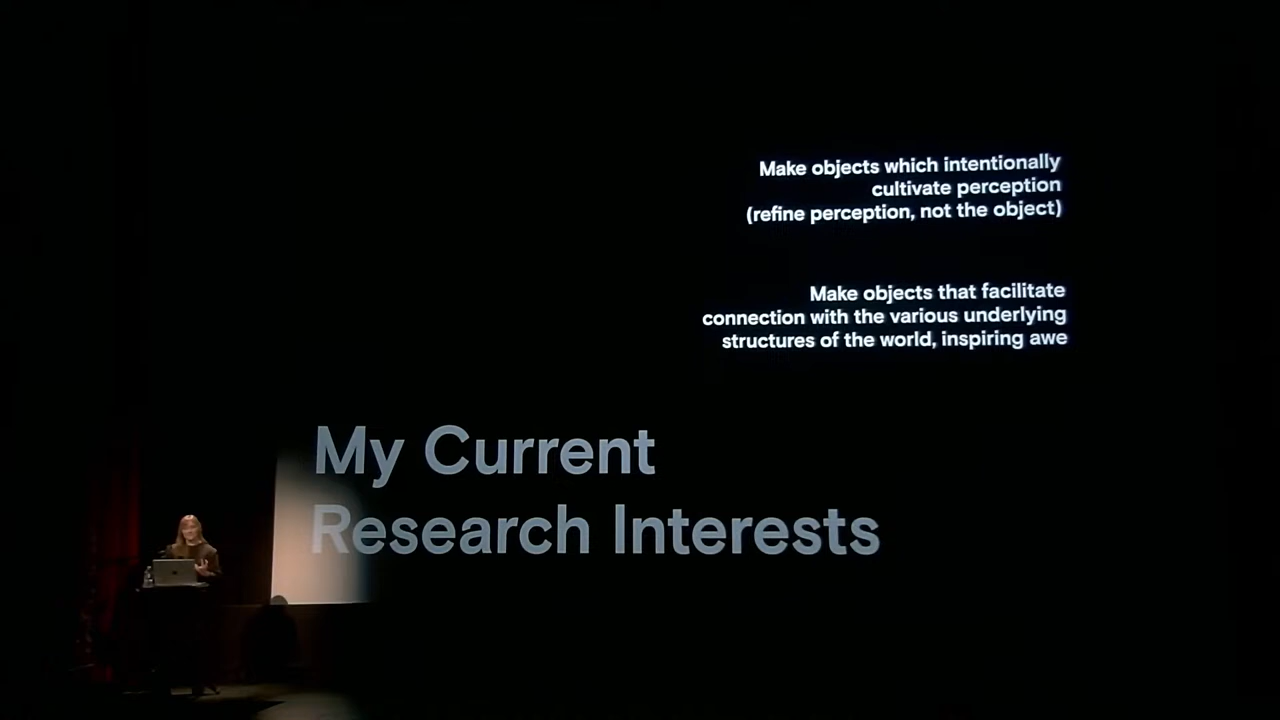 Make objects which intentionally
cultivate perception
(refine perception, not the object)
Make objects that facilitate
connection with the various underlying
structures of the world, inspiring awe
My Current
Research Interests